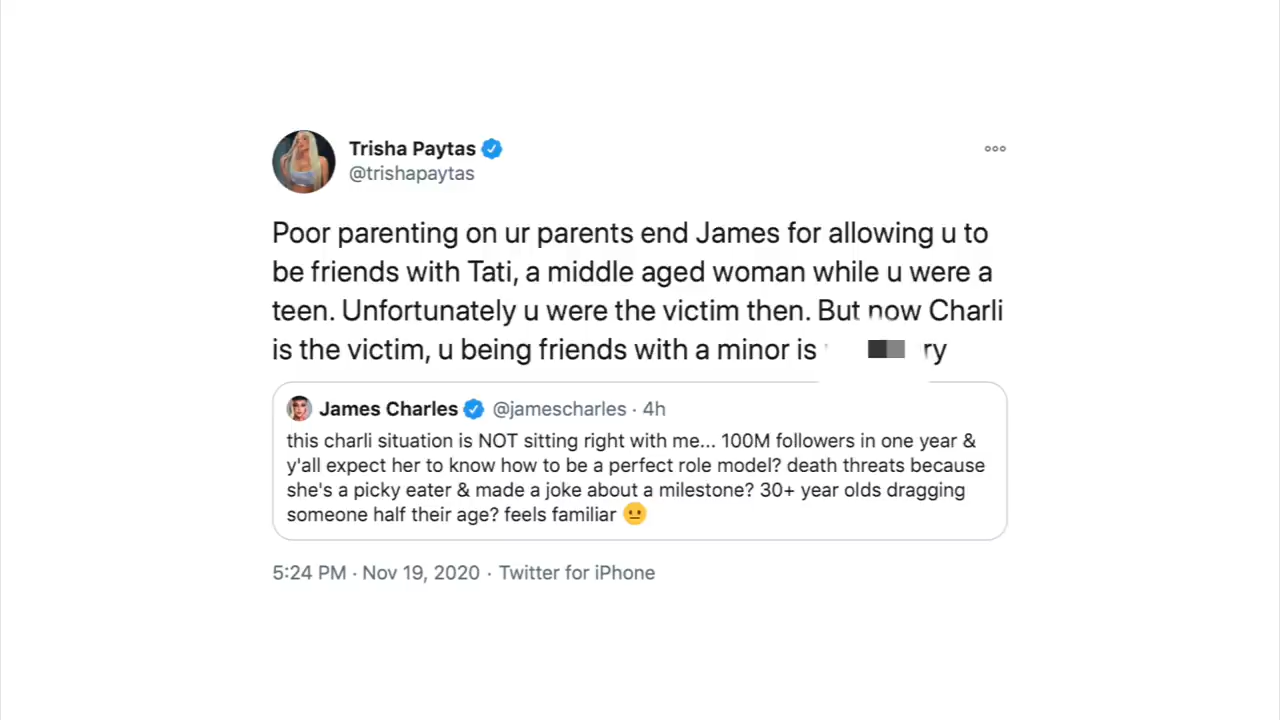 Trisha Paytas
@trishapaytas
Poor parenting on ur parents end James for allowing u to
be friends with Tati, a middle aged woman while u were a
teen. Unfortunately u were the victim then. But now Charli
is the victim, u being friends with a minor is
James Charles @jamescharles · 4h
this charli situation is NOT sitting right with me... 100M followers in one year &
y'all expect her to know how to be a perfect role model? death threats because
she's a picky eater & made a joke about a milestone? 30+ year olds dragging
someone half their age? feels familiar 😐
5:24 PM · Nov 19, 2020 · Twitter for iPhone